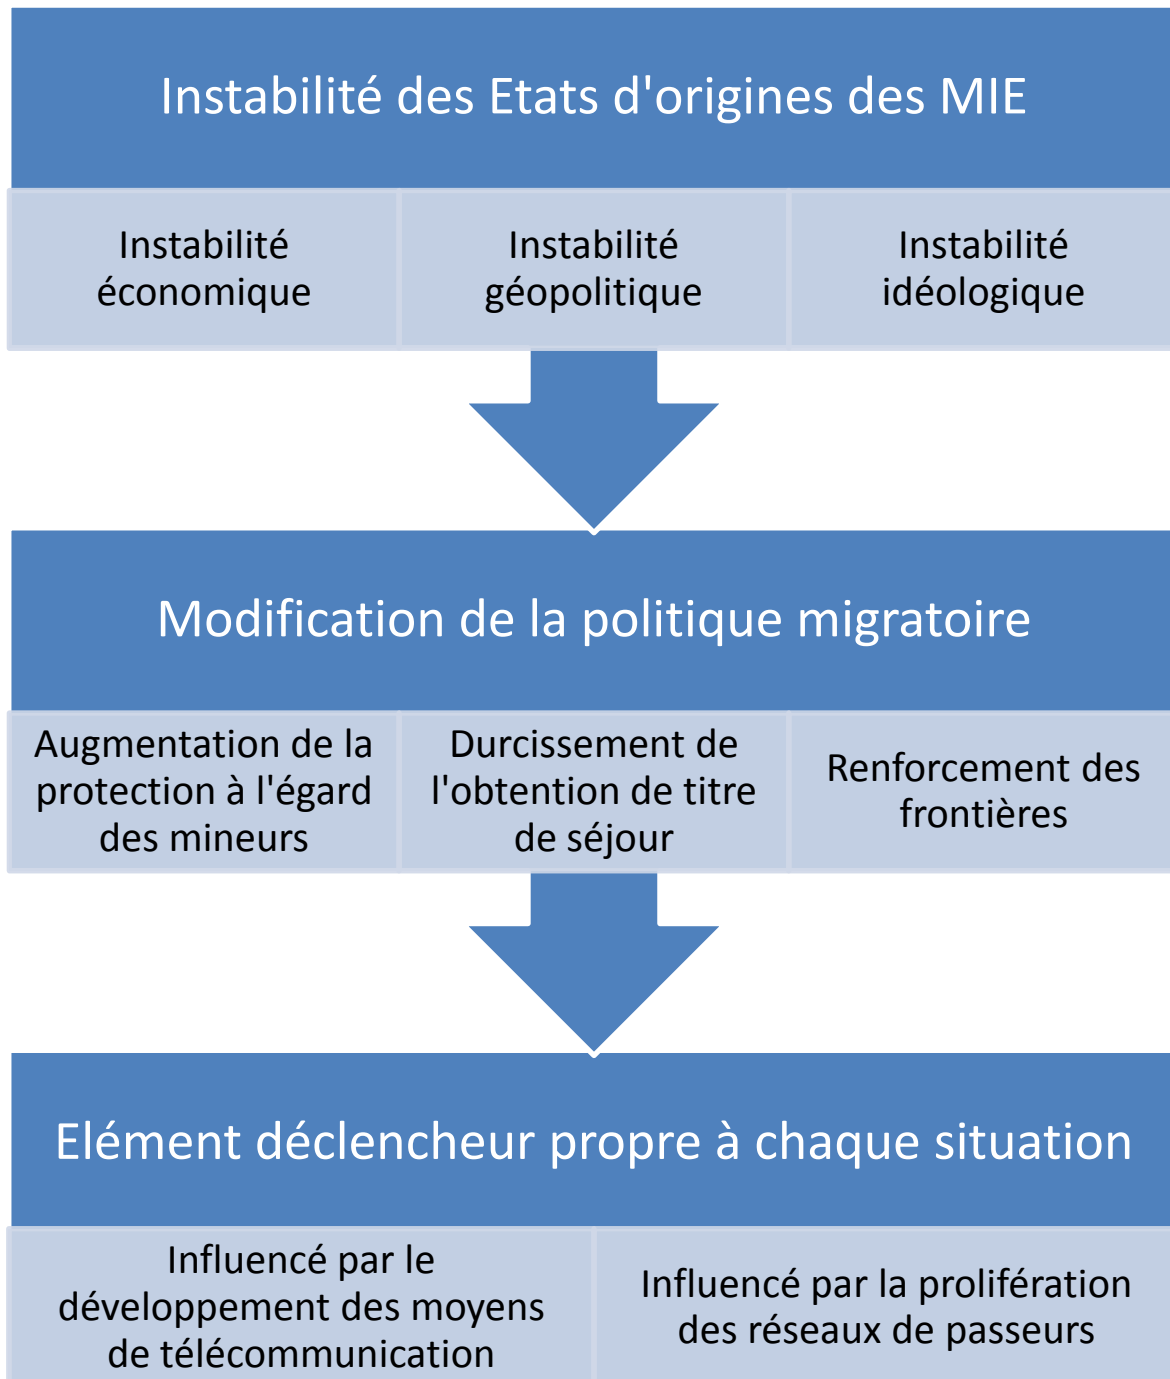 Instabilité des Etats d'origines des MIE
Instabilité
économique
Instabilité
géopolitique
Instabilité
idéologique
Modification de la politique migratoire
Augmentation de la
protection à l'égard
des mineurs
Durcissement de
l'obtention de titre
de séjour
Renforcement des
frontières
Elément déclencheur propre à chaque situation
Influencé par le
développement des moyens
de télécommunication
Influencé par la prolifération
des réseaux de passeurs